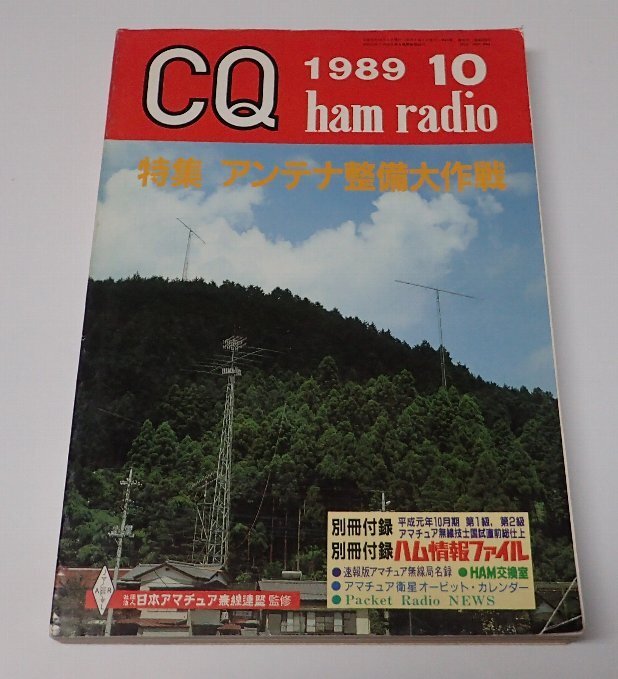 CQ
1989 10
ham radio
特集 アンテナ整備大作戦
別冊付録 平成元年10月期 第1級, 第2級
アマチュア無線技士国試直前総仕上
別冊付録 ハム情報ファイル
●速報版アマチュア無線局名録 ●HAM交換室
●アマチュア衛星オービット・カレンダー
●Packet Radio NEWS
社団法人 日本アマチュア無線連盟 監修